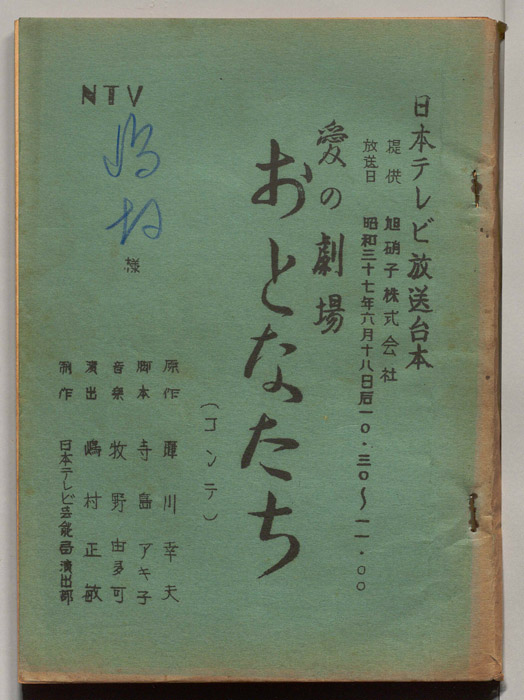 日本テレビ放送台本
提供 旭硝子株式会社
放送日 昭和三十七年六月十八日后一〇・三〇〜一一・〇〇
愛の劇場
おとなたち
(コンテ)
NTV
嶋村
様
原作 犀川幸夫
脚本 寺島アキ子
音楽 牧野由多可
演出 嶋村正敏
制作 日本テレビ芸能局演出部